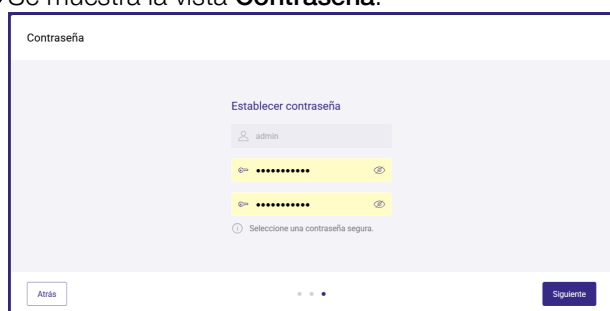 Se muestra la vista Contraseña.
Contraseña
Establecer contraseña
admin
•••••••••••
•••••••••••
Seleccione una contraseña segura.
Atrás
Siguiente